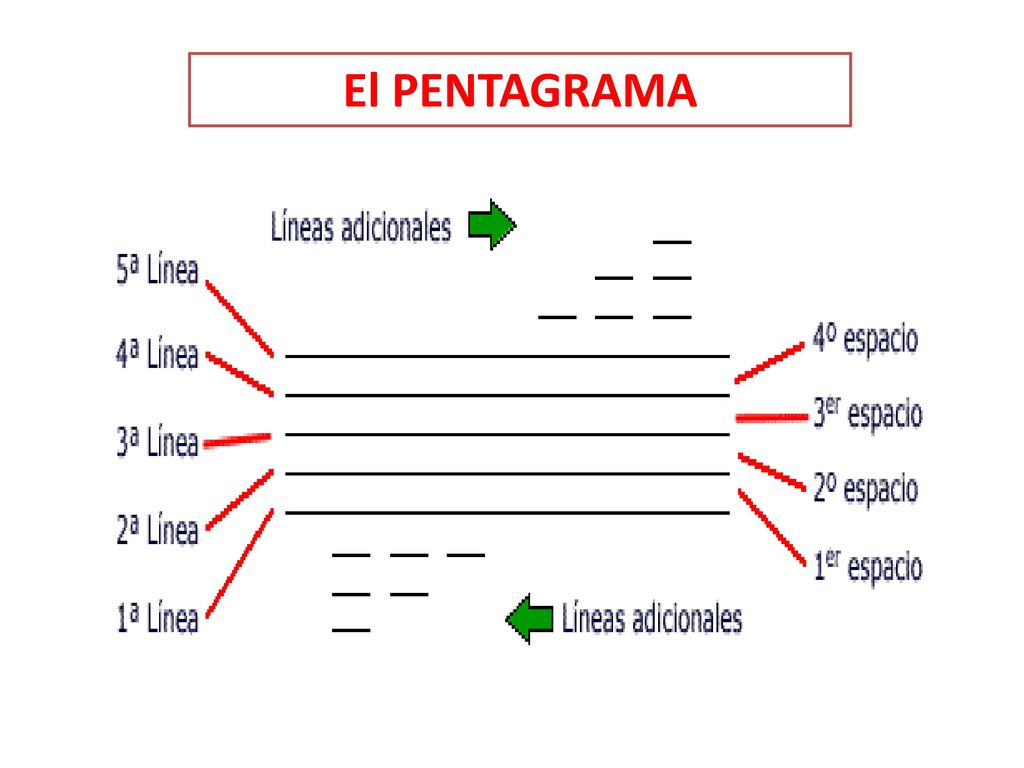 El PENTAGRAMA
Líneas adicionales
5ª Línea
4ª Línea
3ª Línea
2ª Línea
1ª Línea
4º espacio
3er espacio
2º espacio
1er espacio
Líneas adicionales